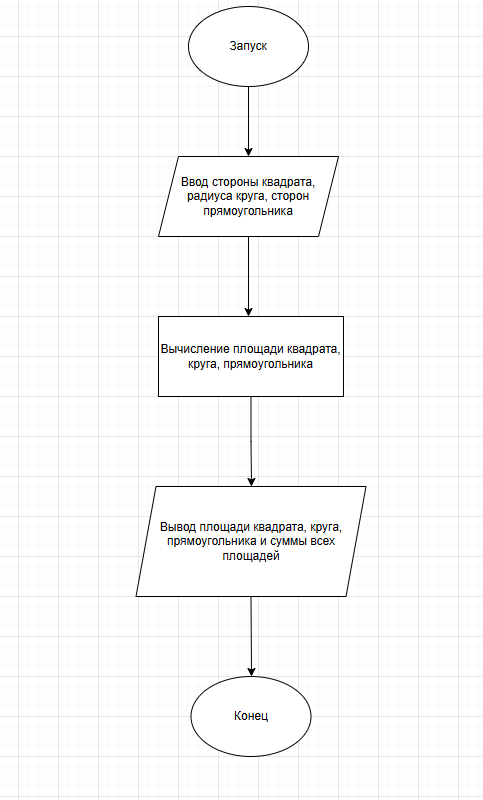 Запуск
Ввод стороны квадрата,
радиуса круга, сторон
прямоугольника
Вычисление площади квадрата,
круга, прямоугольника
Вывод площади квадрата, круга,
прямоугольника и суммы всех
площадей
Конец